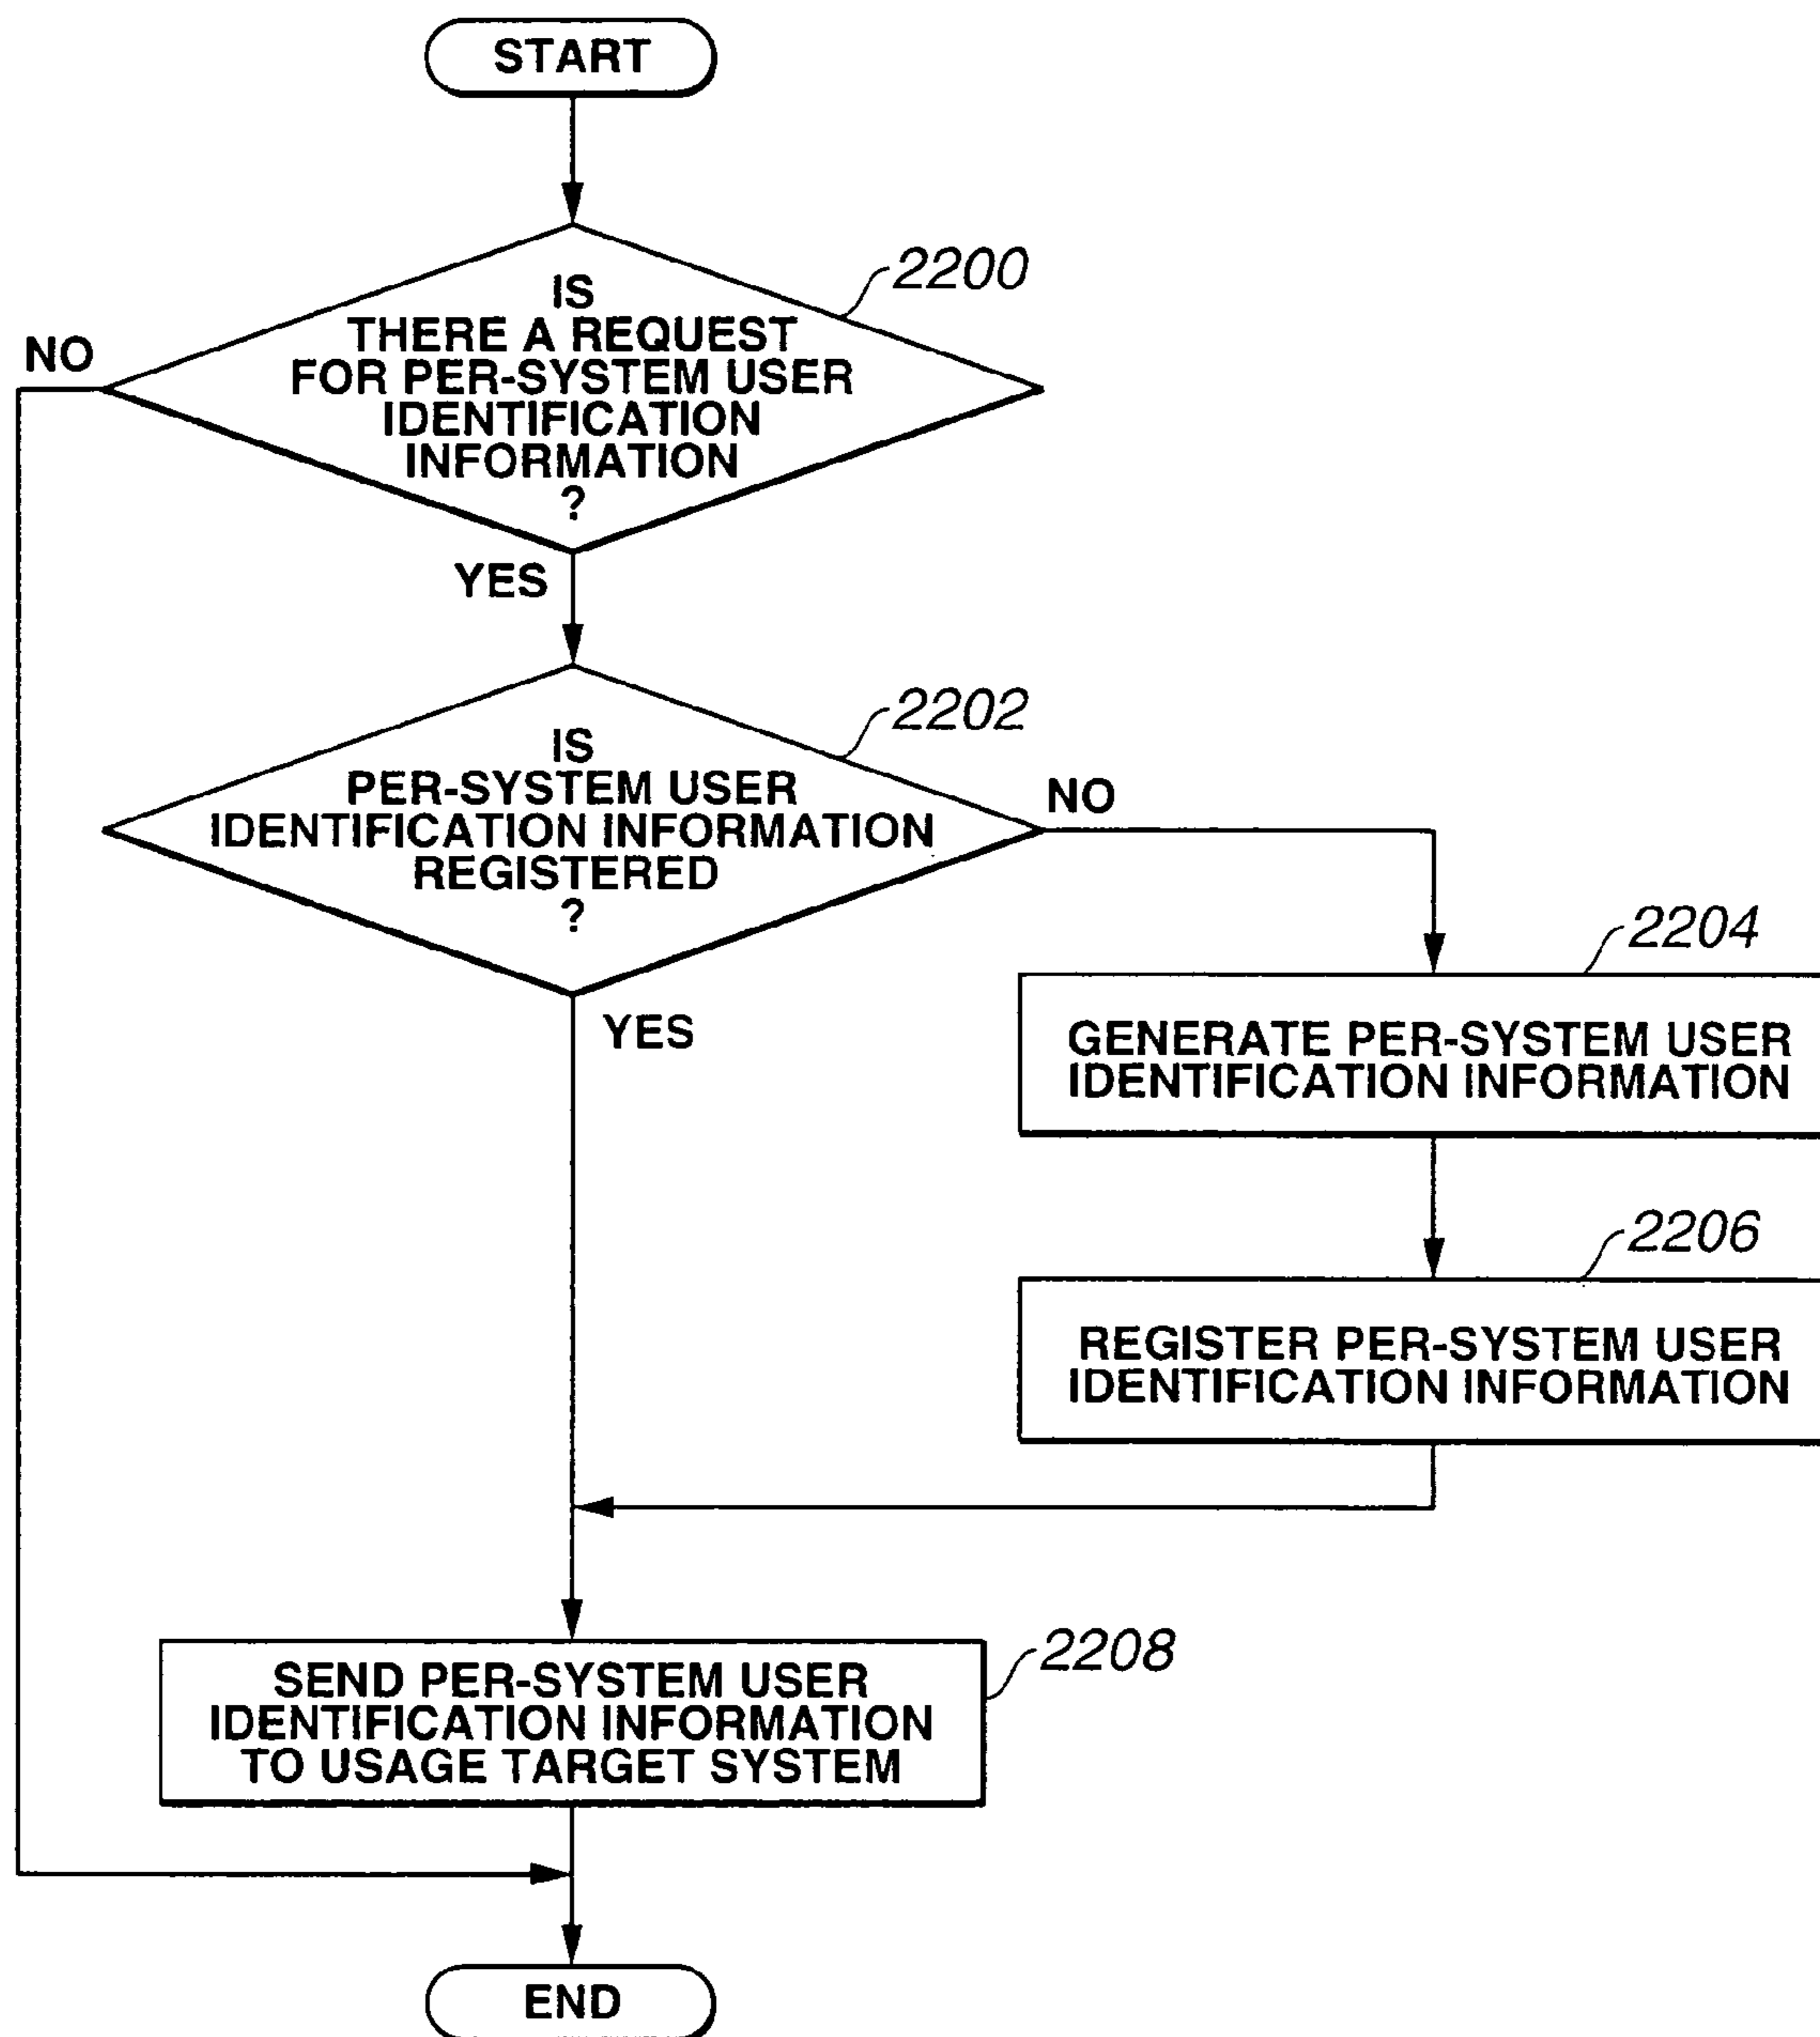 START
2200
IS
THERE A REQUEST
FOR PER-SYSTEM USER
IDENTIFICATION
INFORMATION
?
NO
YES
2202
IS
PER-SYSTEM USER
IDENTIFICATION INFORMATION
REGISTERED
?
NO
YES
2204
GENERATE PER-SYSTEM USER
IDENTIFICATION INFORMATION
2206
REGISTER PER-SYSTEM USER
IDENTIFICATION INFORMATION
2208
SEND PER-SYSTEM USER
IDENTIFICATION INFORMATION
TO USAGE TARGET SYSTEM
END